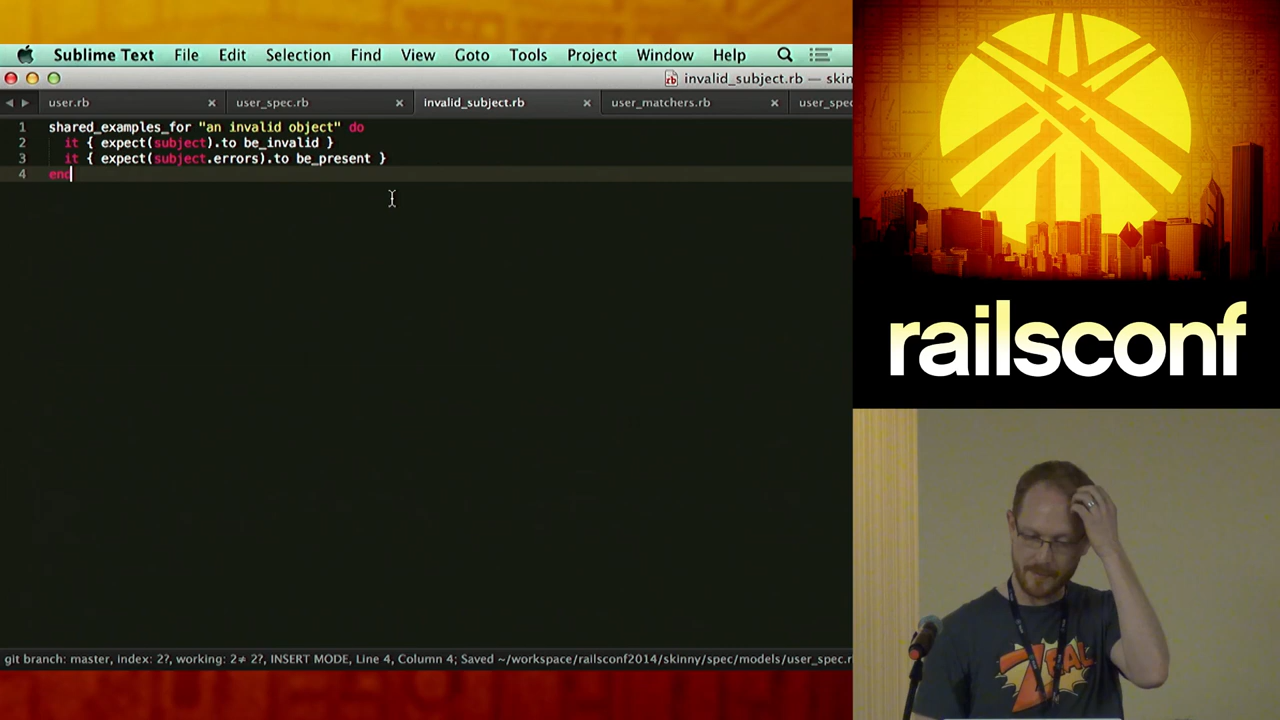 Sublime Text File Edit Selection Find View Goto Tools Project Window Help
invalid_subject.rb — skin
user.rb user_spec.rb invalid_subject.rb user_matchers.rb user_spec
1 shared_examples_for "an invalid object" do
2 it { expect(subject).to be_invalid }
3 it { expect(subject.errors).to be_present }
4 end
git branch: master, index: 2?, working: 2≠ 2?, INSERT MODE, Line 4, Column 4; Saved ~/workspace/railsconf2014/skinny/spec/models/user_spec.r
railsconf
ZEAL